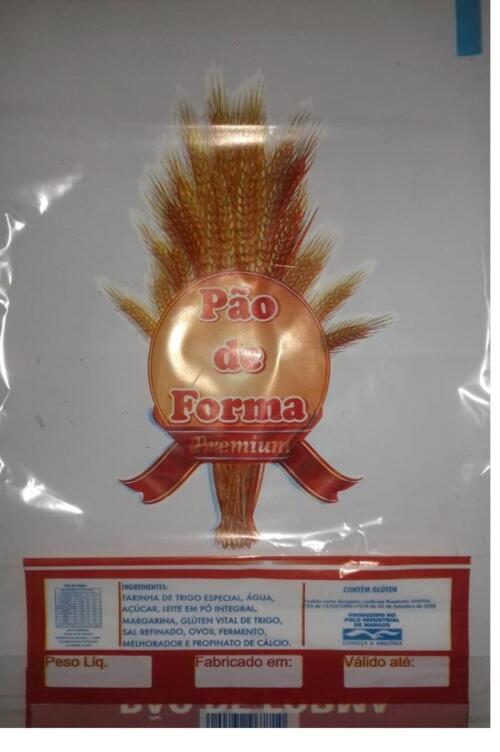 Pão
de
Forma
Premium
INGREDIENTES:
FARINHA DE TRIGO ESPECIAL, ÁGUA,
AÇÚCAR, LEITE EM PÓ INTEGRAL,
MARGARINA, GLÚTEN VITAL DE TRIGO,
SAL REFINADO, OVOS, FERMENTO,
MELHORADOR E PROPINATO DE CÁLCIO.
CONTÉM GLÚTEN
PRODUZIDO NO
POLO INDUSTRIAL
DE MANAUS
CONHEÇA A AMAZÔNIA
Peso Líq.
Fabricado em:
Válido até: